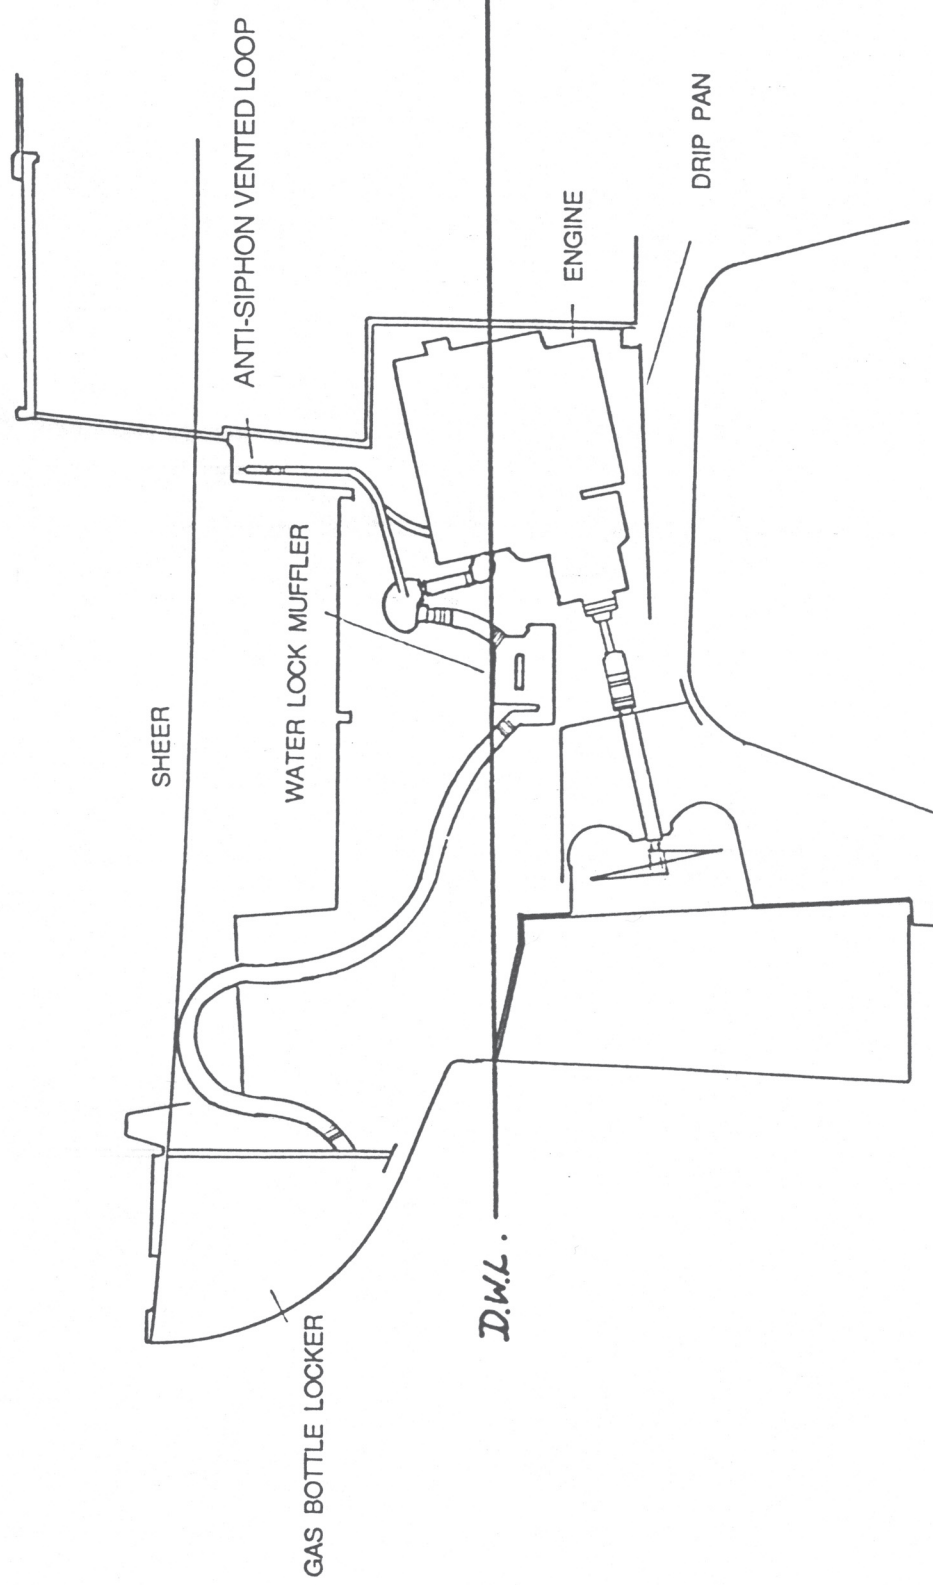 SHEER
ANTI-SIPHON VENTED LOOP
WATER LOCK MUFFLER
GAS BOTTLE LOCKER
ENGINE
D.W.L.
DRIP PAN